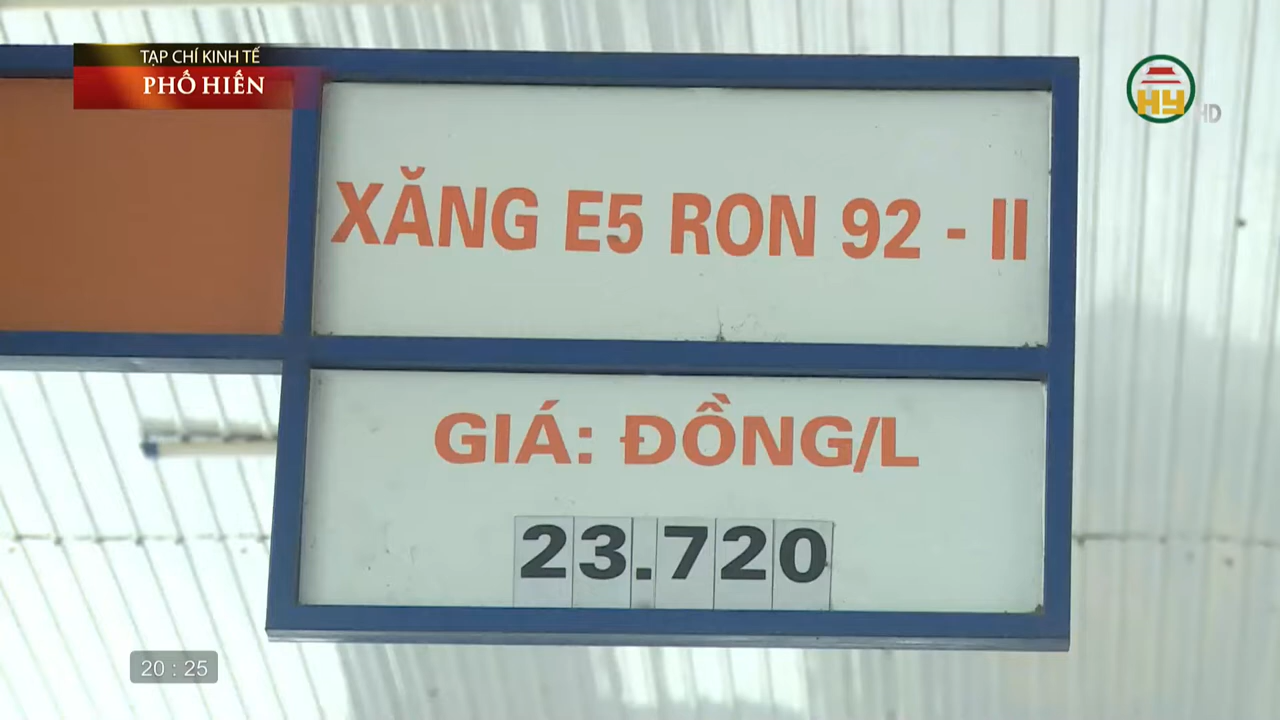 TẠP CHÍ KINH TẾ
PHỐ HIẾN
HY HD
XĂNG E5 RON 92 - II
GIÁ: ĐỒNG/L
23.720
20 : 25